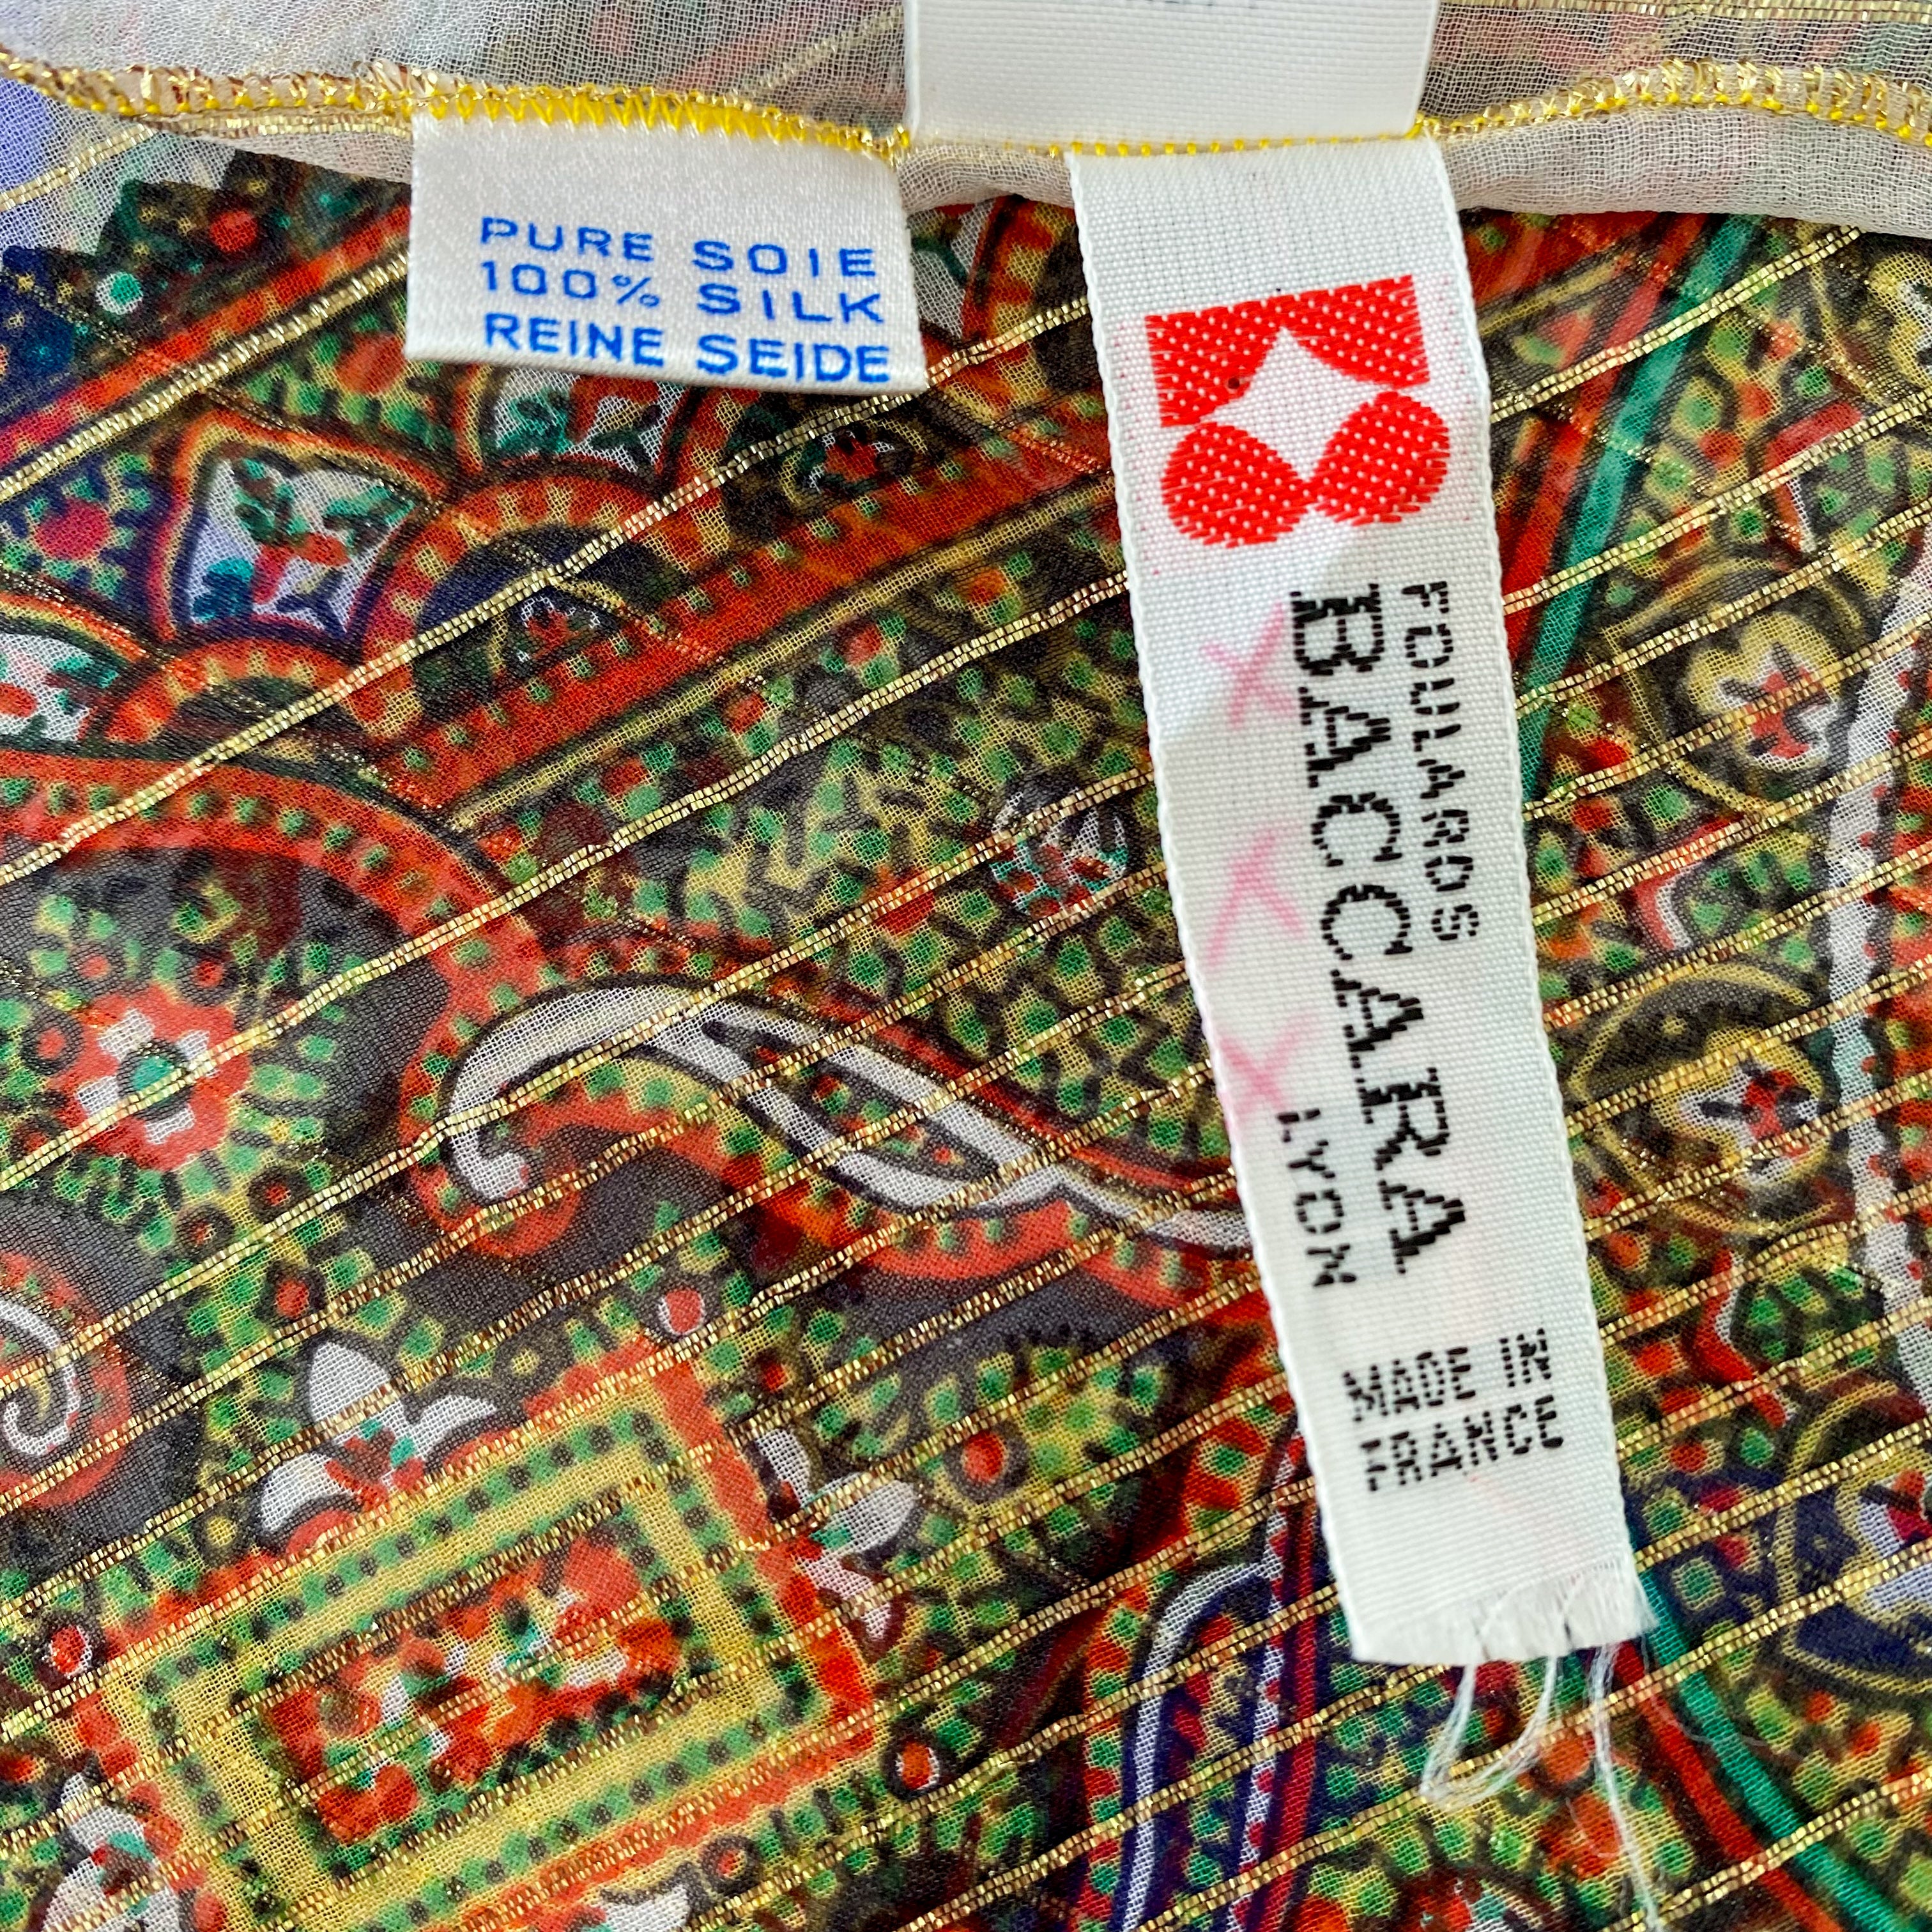 PURE SOIE
100% SILK
REINE SEIDE
FOULARDS
BACCARA
LYON
MADE IN
FRANCE